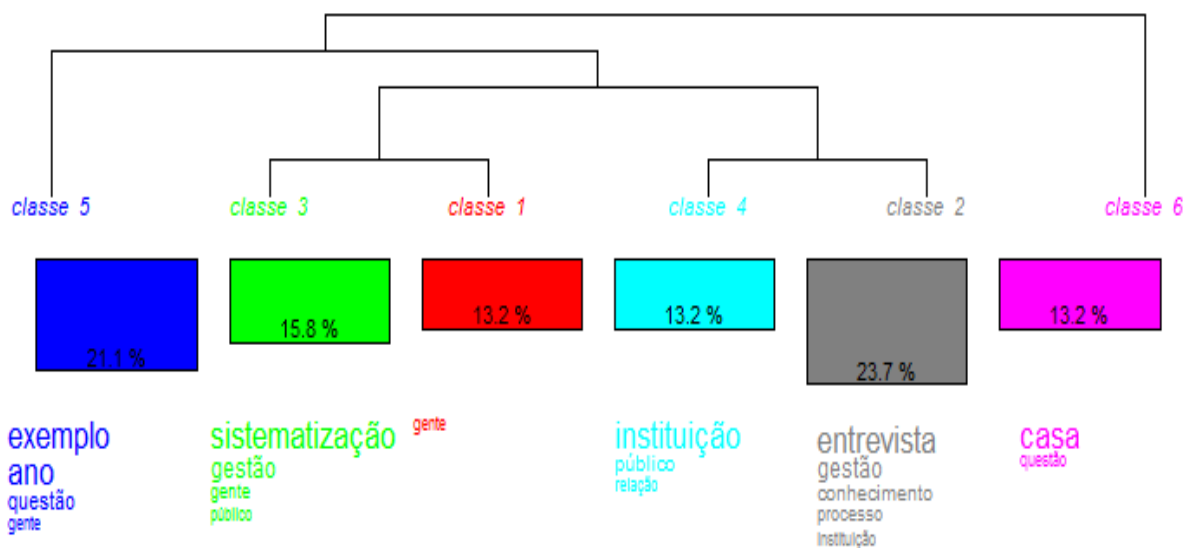 classe 5
classe 3
classe 1
classe 4
classe 2
classe 6
21.1 %
15.8 %
13.2 %
13.2 %
23.7 %
13.2 %
exemplo
ano
questão
gente
sistematização
gestão
gente
público
gente
instituição
público
relação
entrevista
gestão
conhecimento
processo
instituição
casa
questão